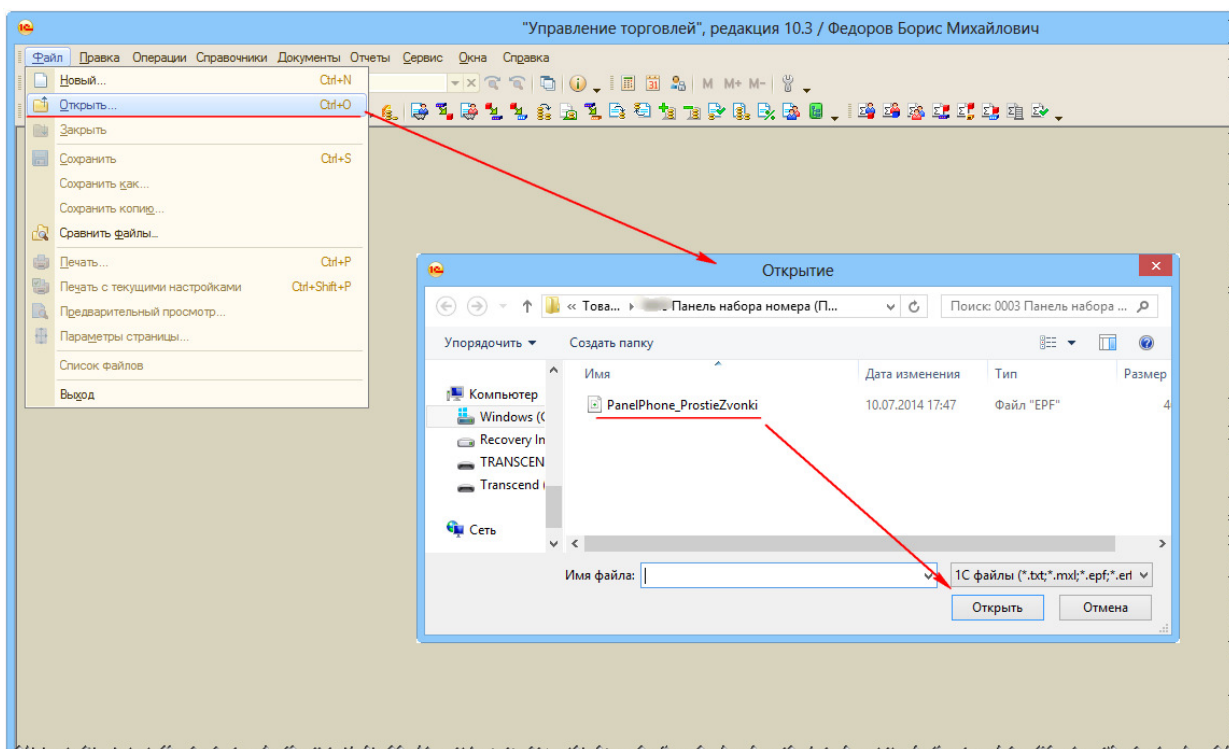 "Управление торговлей", редакция 10.3 / Федоров Борис Михайлович
Файл Правка Операции Справочники Документы Отчеты Сервис Окна Справка
Новый... Ctrl+N
M M+ M-
Открыть... Ctrl+O
Закрыть
Сохранить Ctrl+S
Сохранить как...
Сохранить копию...
Сравнить файлы...
Печать... Ctrl+P
Печать с текущими настройками Ctrl+Shift+P
Предварительный просмотр...
Параметры страницы...
Список файлов
Выход
Открытие
« Това... Панель набора номера (П... Поиск: 0003 Панель набора ...
Упорядочить Создать папку
Имя Дата изменения Тип Размер
Компьютер
PanelPhone_ProstieZvonki 10.07.2014 17:47 Файл "EPF" 4
Windows (C
Recovery In
TRANSCEN
Transcend (
Сеть
Имя файла: 1С файлы (*.txt;*.mxl;*.epf;*.erf
Открыть Отмена